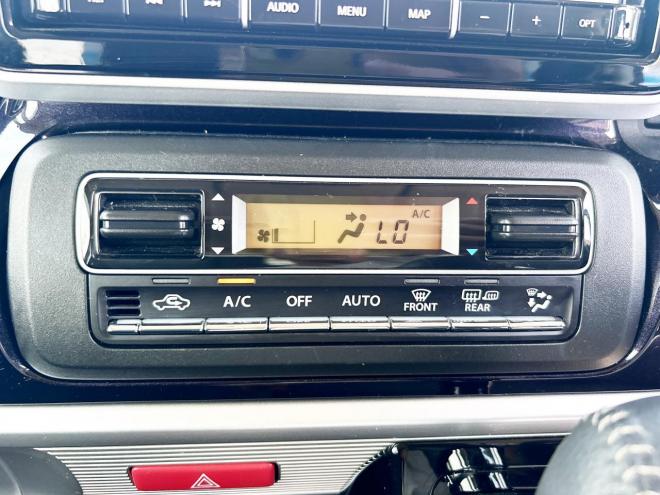 AUDIO MENU MAP - + OPT
A/C
LO
A/C OFF AUTO FRONT REAR